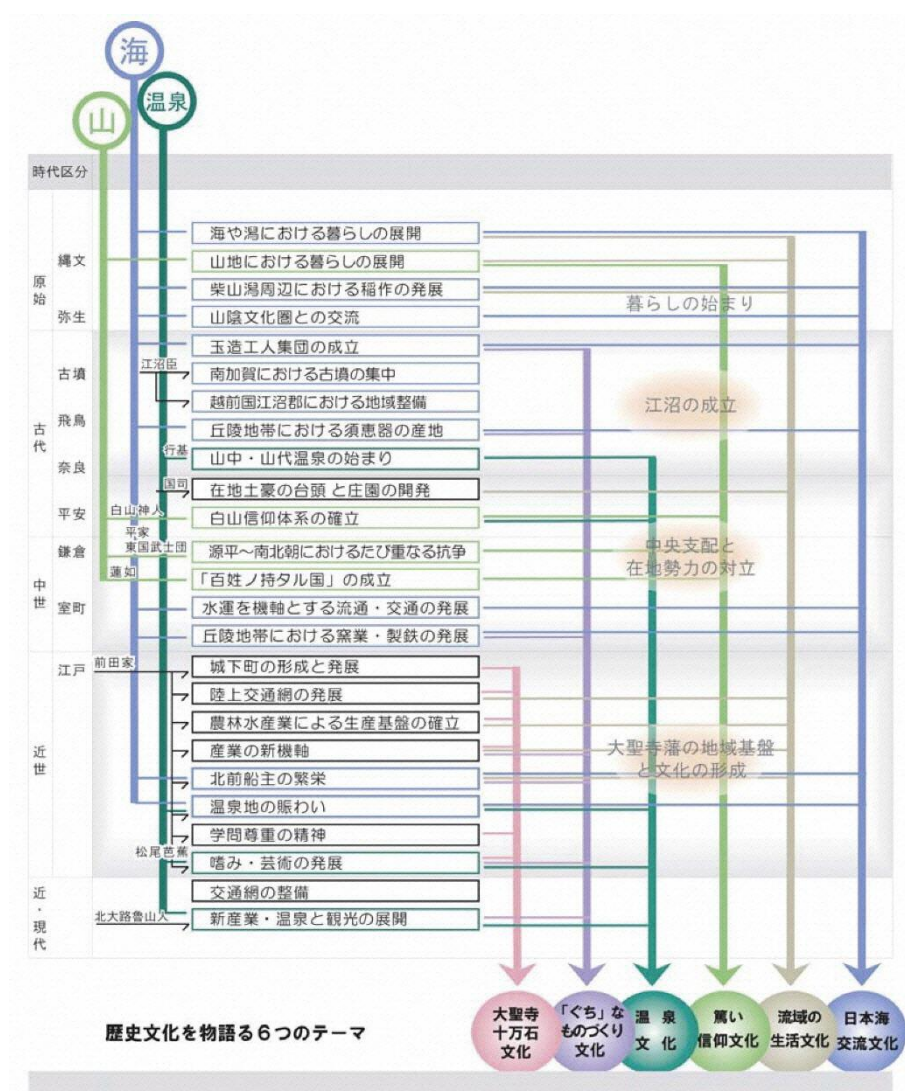 海
温泉
山
時代区分
原始
縄文
弥生
古代
古墳
飛鳥
奈良
平安
中世
鎌倉
室町
近世
江戸
近・現代
海や潟における暮らしの展開
山地における暮らしの展開
柴山潟周辺における稲作の発展
山陰文化圏との交流
暮らしの始まり
玉造工人集団の成立
江沼臣
南加賀における古墳の集中
越前国江沼郡における地域整備
江沼の成立
丘陵地帯における須恵器の産地
行基
山中・山代温泉の始まり
国司
在地土豪の台頭と庄園の開発
白山神人
白山信仰体系の確立
平家
東国武士団
源平～南北朝におけるたび重なる抗争
中央支配と
在地勢力の対立
蓮如
「百姓ノ持タル国」の成立
水運を機軸とする流通・交通の発展
丘陵地帯における窯業・製鉄の発展
前田家
城下町の形成と発展
陸上交通網の発展
農林水産業による生産基盤の確立
産業の新機軸
大聖寺藩の地域基盤
と文化の形成
北前船主の繁栄
温泉地の賑わい
学問尊重の精神
松尾芭蕉
嗜み・芸術の発展
交通網の整備
北大路魯山人
新産業・温泉と観光の展開
歴史文化を物語る6つのテーマ
大聖寺
十万石
文化
「ぐち」な
ものづくり
文化
温泉
文化
篤い
信仰文化
流域の
生活文化
日本海
交流文化